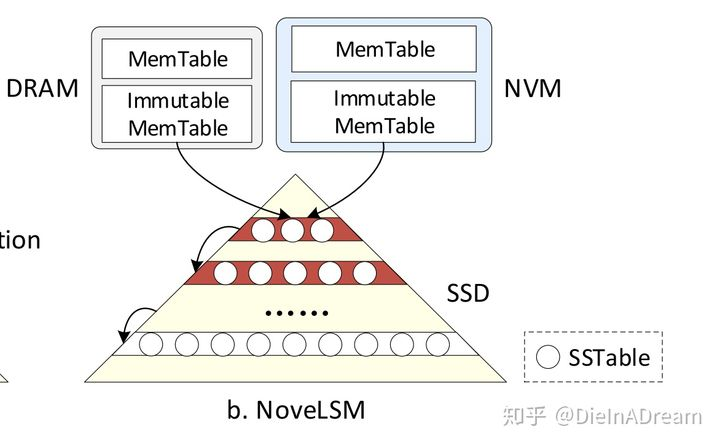 MemTable
MemTable
DRAM
NVM
Immutable
MemTable
Immutable
MemTable
tion
SSD
......
SSTable
b. NoveLSM
知乎 @DieInADream